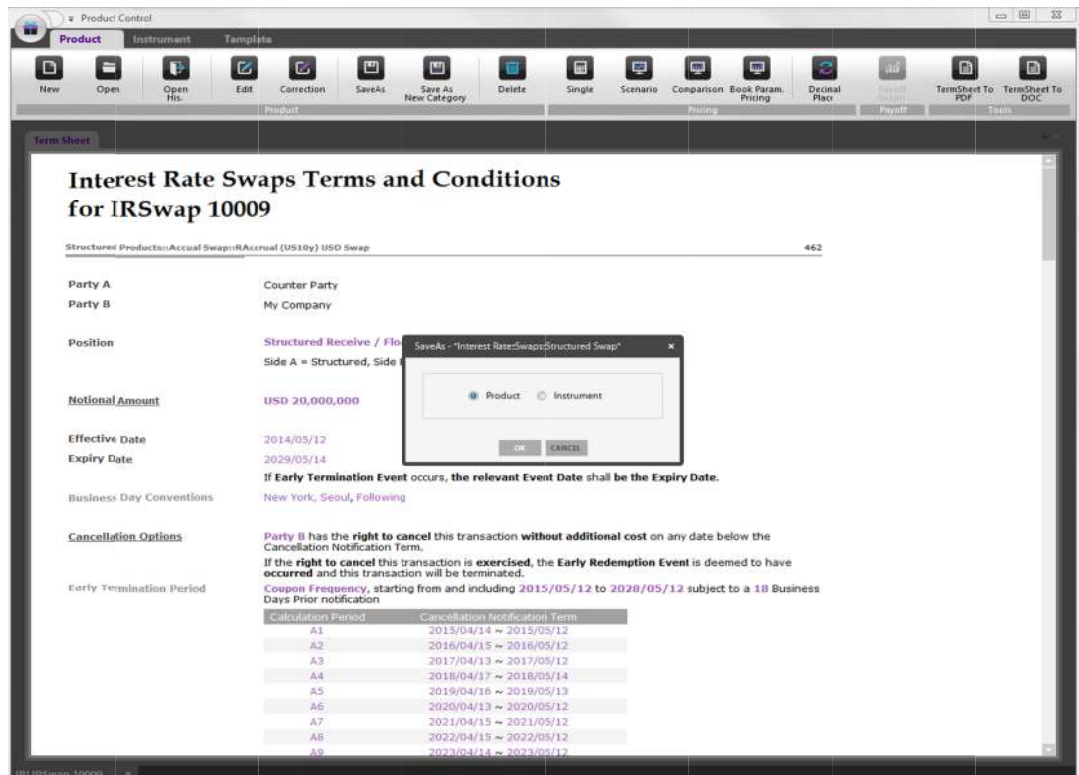 Product Control
Product Instrument Template
New Open Open His. Edit Correction SaveAs Save As New Category Delete Single Scenario Comparison Book Param. Pricing Decimal Place TermSheet To PDF TermSheet To DOC
Product Pricing Payoff Tools
Term Sheet
Interest Rate Swaps Terms and Conditions
for IRSwap 10009
Structured Products::Accual Swap::RAccrual (US10y) USD Swap 462
Party A Counter Party
Party B My Company
Position Structured Receive / Flo
Side A = Structured, Side
SaveAs - "Interest Rate:Swaps:Structured Swap" ×
Product Instrument
OK CANCEL
Notional Amount USD 20,000,000
Effective Date 2014/05/12
Expiry Date 2029/05/14
If Early Termination Event occurs, the relevant Event Date shall be the Expiry Date.
Business Day Conventions New York, Seoul, Following
Cancellation Options Party B has the right to cancel this transaction without additional cost on any date below the
Cancellation Notification Term.
If the right to cancel this transaction is exercised, the Early Redemption Event is deemed to have
occurred and this transaction will be terminated.
Early Termination Period Coupon Frequency, starting from and including 2015/05/12 to 2028/05/12 subject to a 18 Business
Days Prior notification
Calculation Period Cancellation Notification Term
A1 2015/04/14 ~ 2015/05/12
A2 2016/04/15 ~ 2016/05/12
A3 2017/04/13 ~ 2017/05/12
A4 2018/04/17 ~ 2018/05/14
A5 2019/04/16 ~ 2019/05/13
A6 2020/04/13 ~ 2020/05/12
A7 2021/04/15 ~ 2021/05/12
A8 2022/04/15 ~ 2022/05/12
A9 2023/04/14 ~ 2023/05/12
IRSwap 10009 ×